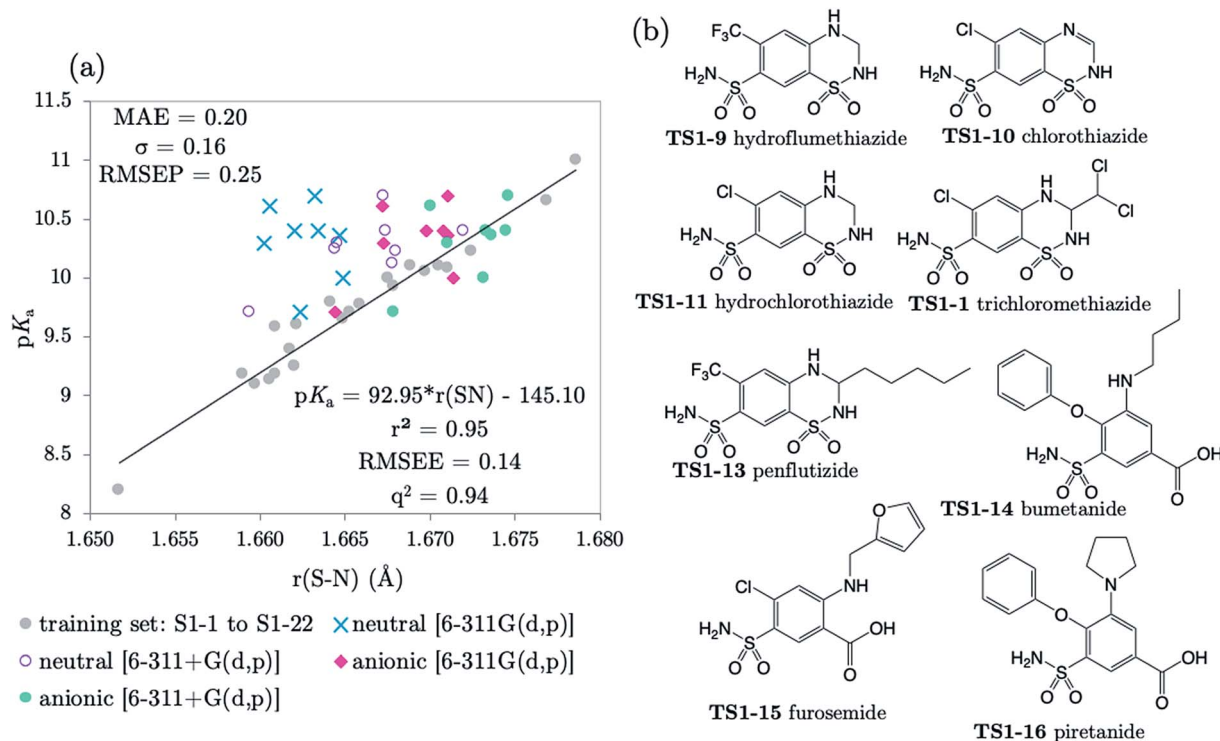 (a)
MAE = 0.20
σ = 0.16
RMSEP = 0.25
pKₐ = 92.95*r(SN) - 145.10
r² = 0.95
RMSEE = 0.14
q² = 0.94
pKₐ
11.5
11
10.5
10
9.5
9
8.5
8
1.650 1.655 1.660 1.665 1.670 1.675 1.680
r(S-N) (Å)
training set: S1-1 to S1-22
neutral [6-311G(d,p)]
neutral [6-311+G(d,p)]
anionic [6-311G(d,p)]
anionic [6-311+G(d,p)]
(b)
F₃C
H
N
H₂N
S
O O
S
O O
NH
TS1-9 hydroflumethiazide
Cl
N
H₂N
S
O O
S
O O
NH
TS1-10 chlorothiazide
Cl
H
N
H₂N
S
O O
S
O O
NH
TS1-11 hydrochlorothiazide
Cl
H
N
Cl
Cl
H₂N
S
O O
S
O O
NH
TS1-1 trichloromethiazide
F₃C
H
N
H₂N
S
O O
S
O O
NH
TS1-13 penflutizide
HN
O
H₂N
S
O O
OH
O
TS1-14 bumetanide
O
Cl
NH
H₂N
S
O O
OH
O
TS1-15 furosemide
N
O
H₂N
S
O O
OH
O
TS1-16 piretanide